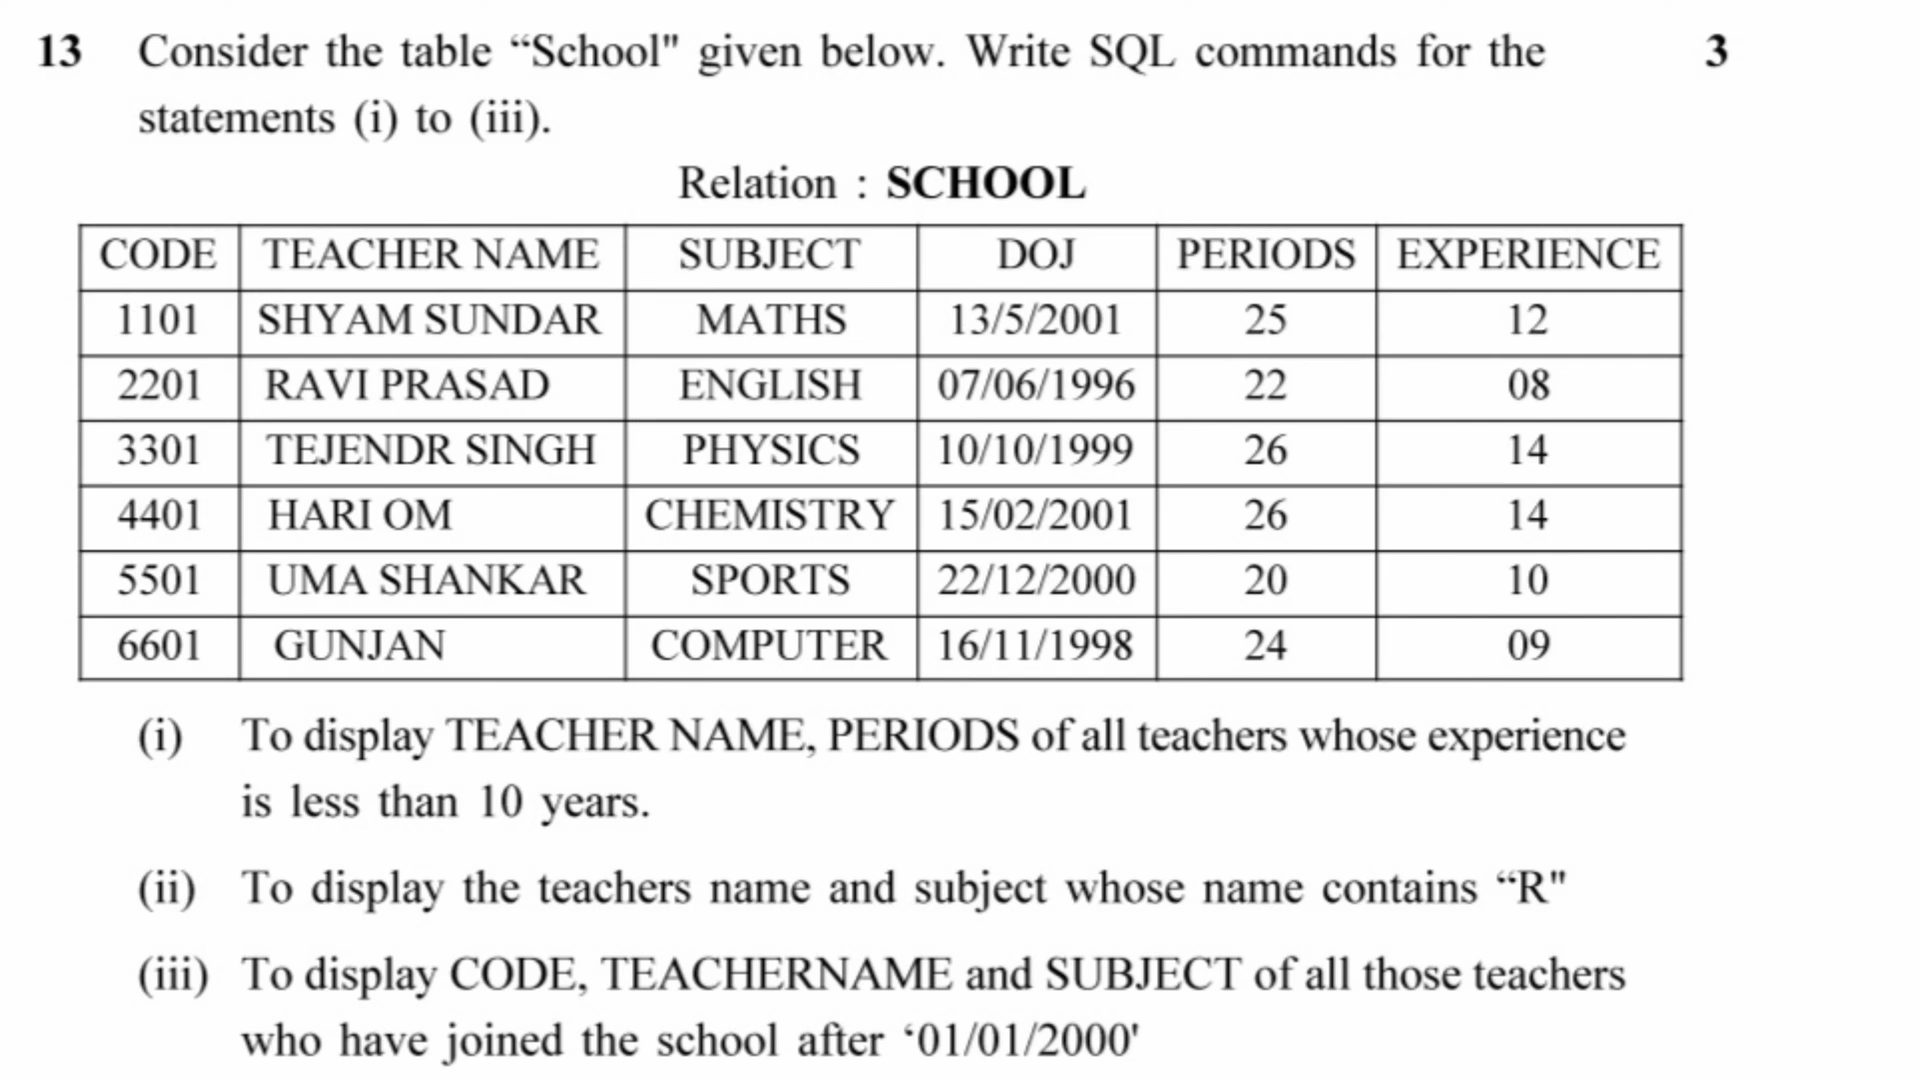 13 Consider the table “School" given below. Write SQL commands for the 3
statements (i) to (iii).
Relation : SCHOOL
CODE TEACHER NAME SUBJECT DOJ PERIODS EXPERIENCE
1101 SHYAM SUNDAR MATHS 13/5/2001 25 12
2201 RAVI PRASAD ENGLISH 07/06/1996 22 08
3301 TEJENDR SINGH PHYSICS 10/10/1999 26 14
4401 HARI OM CHEMISTRY 15/02/2001 26 14
5501 UMA SHANKAR SPORTS 22/12/2000 20 10
6601 GUNJAN COMPUTER 16/11/1998 24 09
(i) To display TEACHER NAME, PERIODS of all teachers whose experience
is less than 10 years.
(ii) To display the teachers name and subject whose name contains “R"
(iii) To display CODE, TEACHERNAME and SUBJECT of all those teachers
who have joined the school after ‘01/01/2000'